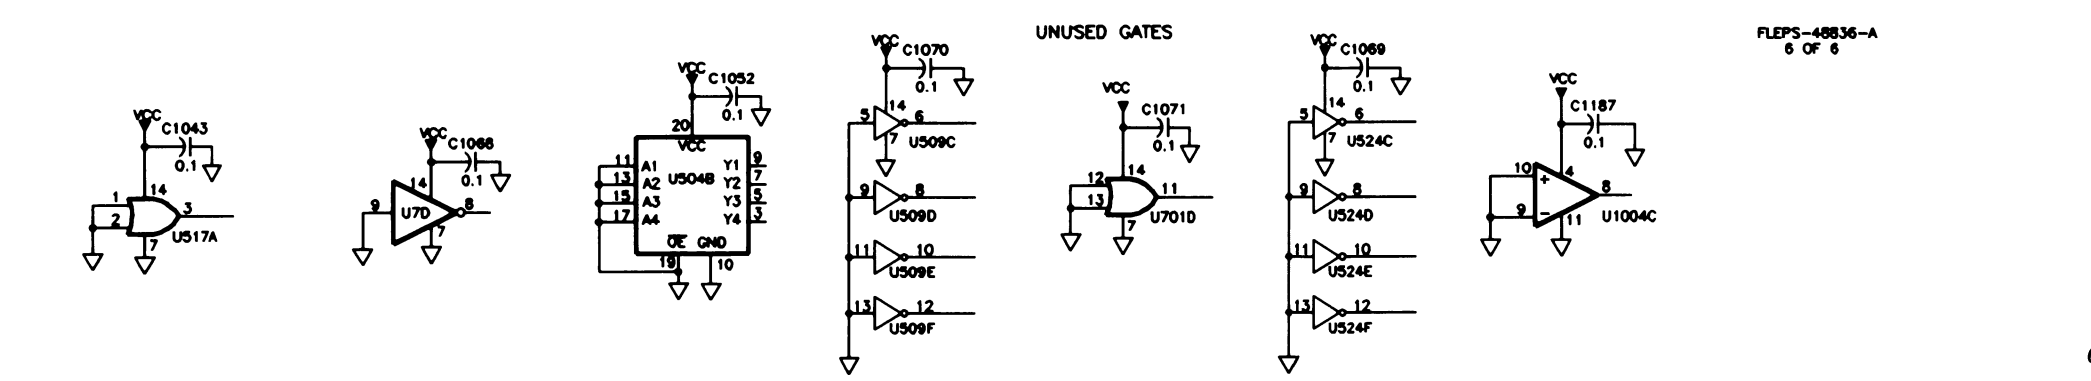 UNUSED GATES
FLEPS-48836-A
6 OF 6
VCC
C1043
0.1
14
1
2
3
7
U517A
VCC
C1066
0.1
14
9
U7D
8
7
VCC
C1052
0.1
20
VCC
11 A1 Y1 9
U504B
13 A2 Y2 7
15 A3 Y3 5
17 A4 Y4 3
OE GND
19 10
VCC
C1070
0.1
14
5 6
7
U509C
9 8
U509D
11 10
U509E
13 12
U509F
VCC
C1071
0.1
14
12
13
11
U701D
7
VCC
C1069
0.1
14
5 6
7
U524C
9 8
U524D
11 10
U524E
13 12
U524F
VCC
C1187
0.1
10
4
+
8
9
-
11
U1004C